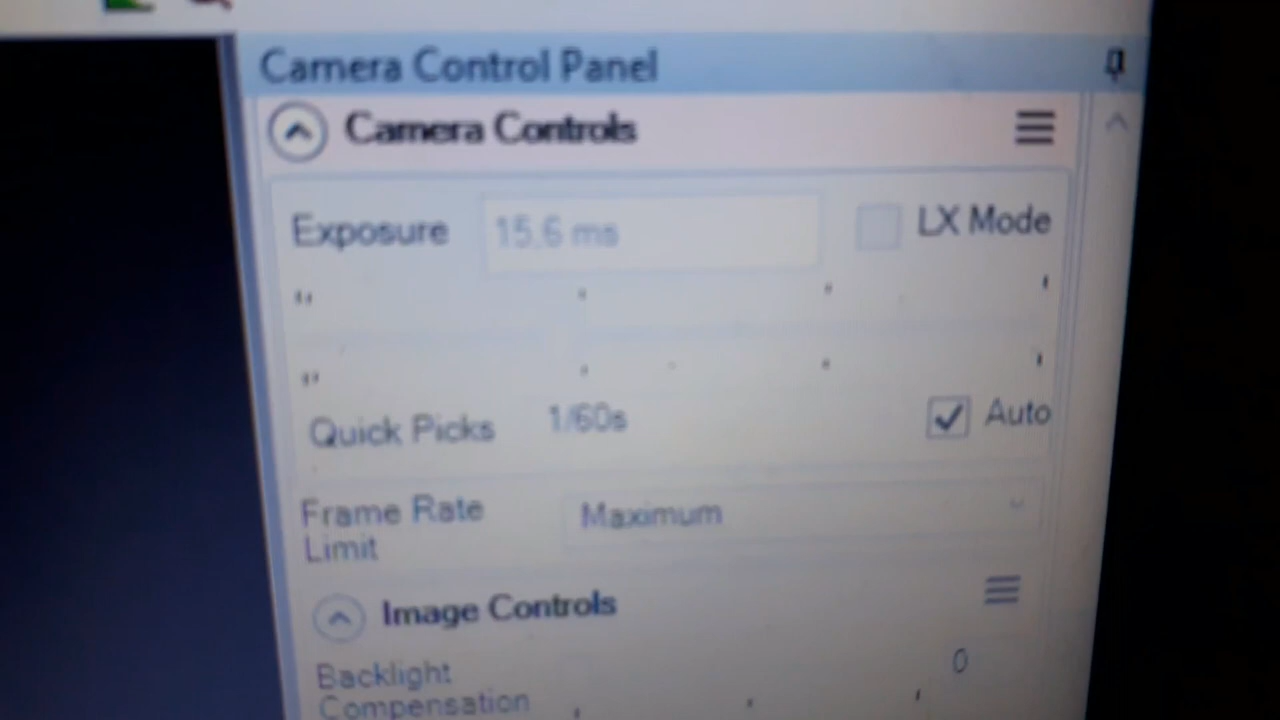 Camera Control Panel
Camera Controls
Exposure 15.6 ms LX Mode
Quick Picks 1/60s Auto
Frame Rate Limit Maximum
Image Controls
Backlight Compensation 0